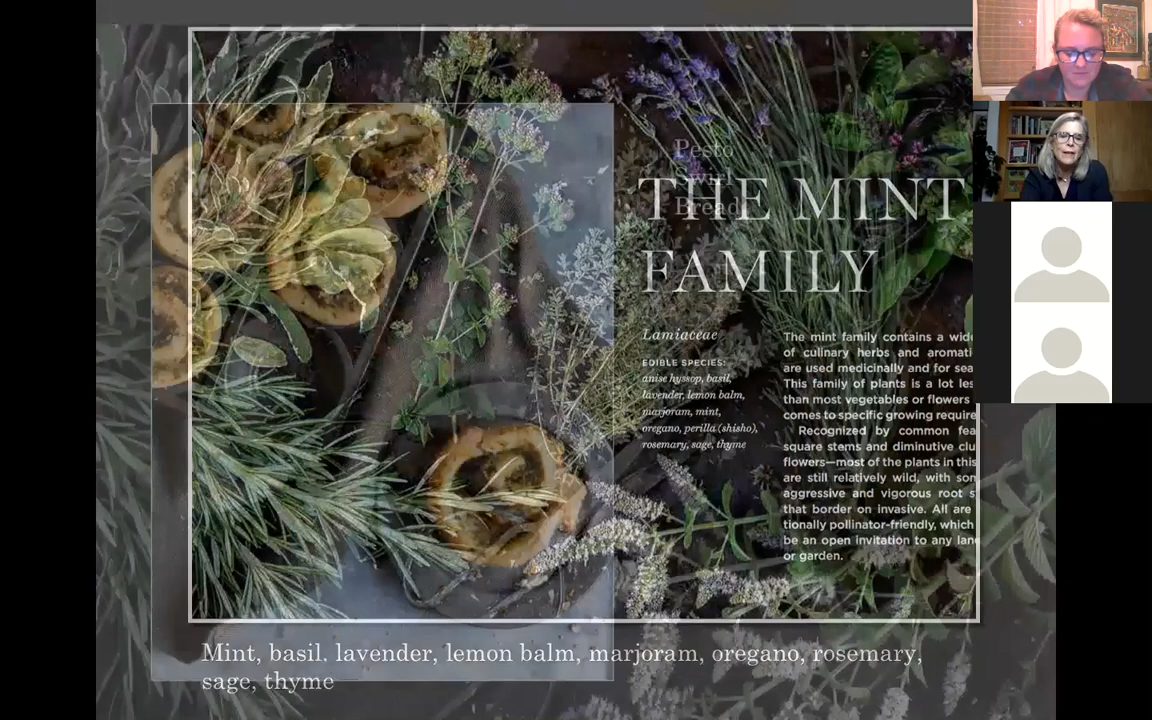 Pesto
Swirl
Bread
THE MINT
FAMILY
Lamiaceae
EDIBLE SPECIES:
anise hyssop, basil,
lavender, lemon balm,
marjoram, mint,
oregano, perilla (shisho),
rosemary, sage, thyme
The mint family contains a wid
of culinary herbs and aromati
are used medicinally and for sea
This family of plants is a lot les
than most vegetables or flowers
comes to specific growing require
Recognized by common fea
square stems and diminutive clu
flowers—most of the plants in this
are still relatively wild, with som
aggressive and vigorous root s
that border on invasive. All are
tionally pollinator-friendly, which
be an open invitation to any land
or garden.
Mint, basil. lavender, lemon balm, marjoram, oregano, rosemary,
sage, thyme